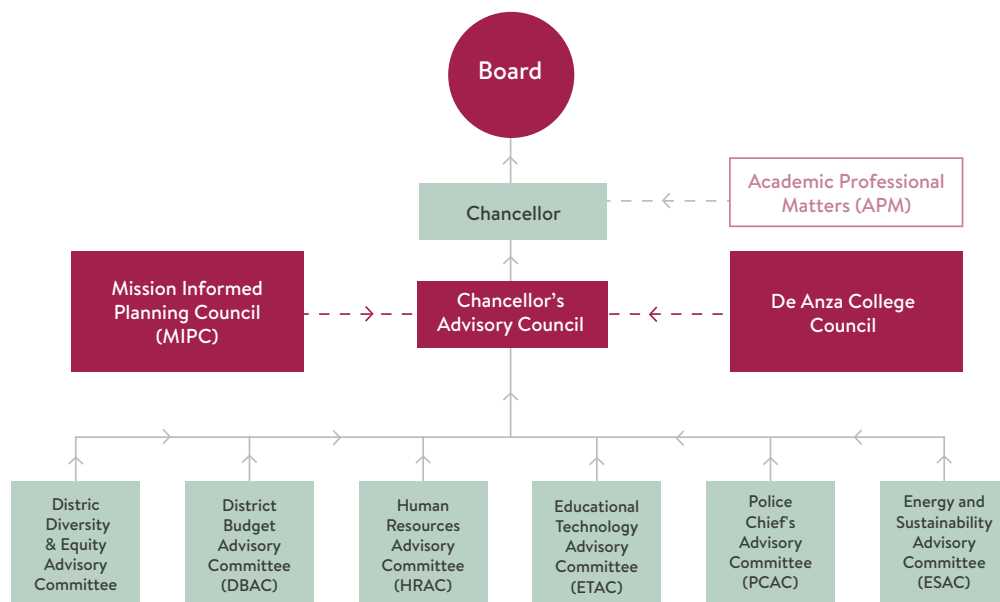 Board
Chancellor
Academic Professional
Matters (APM)
Mission Informed
Planning Council
(MIPC)
Chancellor's
Advisory Council
De Anza College
Council
Distric
Diversity
& Equity
Advisory
Committee
District
Budget
Advisory
Committee
(DBAC)
Human
Resources
Advisory
Committee
(HRAC)
Educational
Technology
Advisory
Committee
(ETAC)
Police
Chief's
Advisory
Committee
(PCAC)
Energy and
Sustainability
Advisory
Committee
(ESAC)